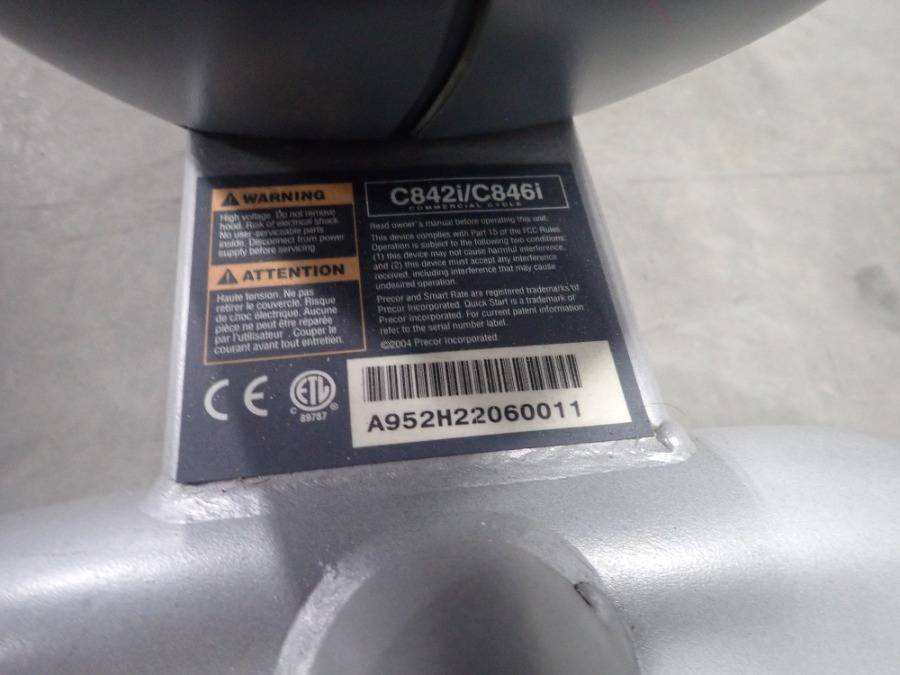 WARNING
High voltage. Do not remove
hood. Risk of electrical shock.
No user-serviceable parts
inside. Disconnect from power
supply before servicing
ATTENTION
Haute tension. Ne pas
retirer le couvercle. Risque
de choc électrique. Aucune
pièce ne peut être réparée
par l'utilisateur. Couper le
courant avant tout entretien.
C842i/C846i
COMMERCIAL CYCLE
Read owner's manual before operating this unit.
This device complies with Part 15 of the FCC Rules.
Operation is subject to the following two conditions:
(1) this device may not cause harmful interference,
and (2) this device must accept any interference
received, including interference that may cause
undesired operation.
Precor and Smart Rate are registered trademarks of
Precor Incorporated. Quick Start is a trademark of
Precor Incorporated. For current patent information
refer to the serial number label.
©2004 Precor Incorporated
CE
ETL
C
89787
A952H22060011